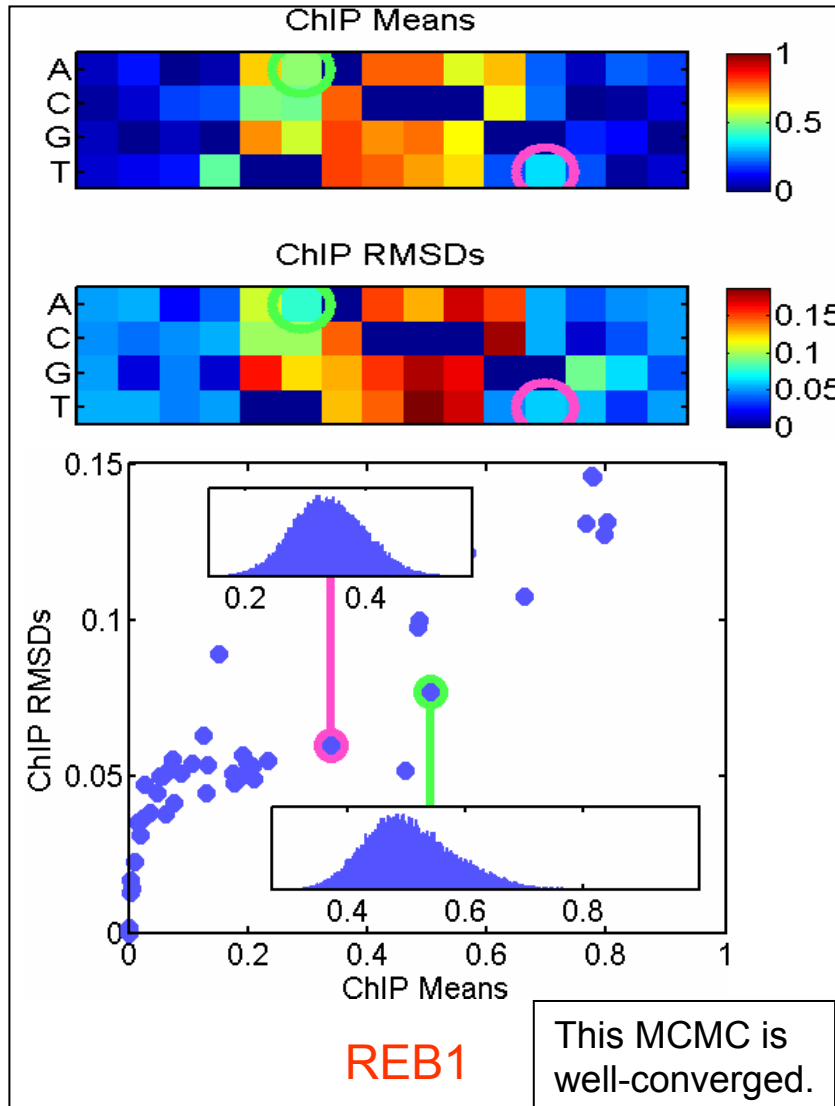 ChIP Means
A
C
G
T
1
0.5
0
ChIP RMSDs
A
C
G
T
0.15
0.1
0.05
0
0.15
0.1
0.05
0
ChIP RMSDs
0.2 0.4
0.4 0.6 0.8
0 0.2 0.4 0.6 0.8 1
ChIP Means
REB1
This MCMC is
well-converged.